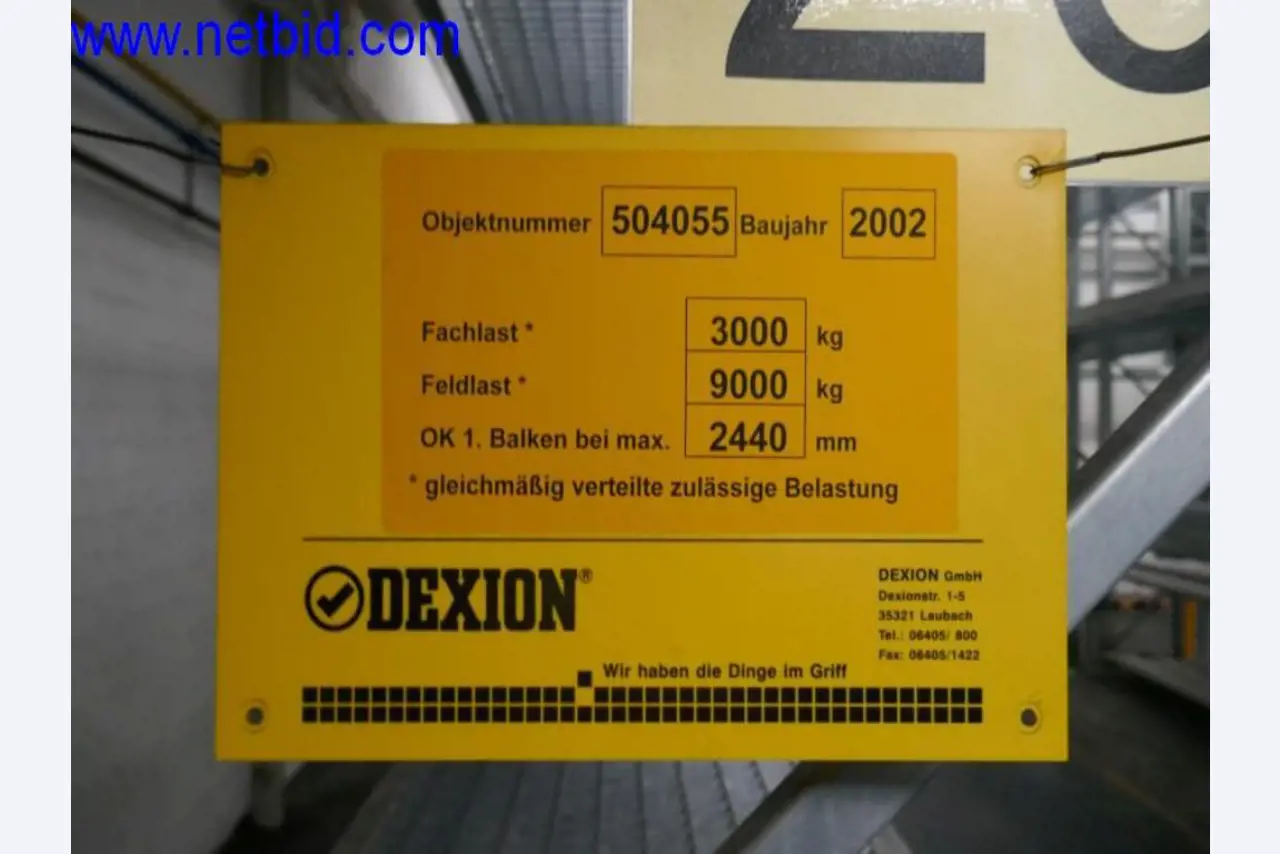 www.netbid.com
Objektnummer 504055 Baujahr 2002
Fachlast * 3000 kg
Feldlast * 9000 kg
OK 1. Balken bei max. 2440 mm
* gleichmäßig verteilte zulässige Belastung
DEXION®
DEXION GmbH
Dexionstr. 1-5
35321 Laubach
Tel.: 06405/ 800
Fax: 06405/1422
Wir haben die Dinge im Griff